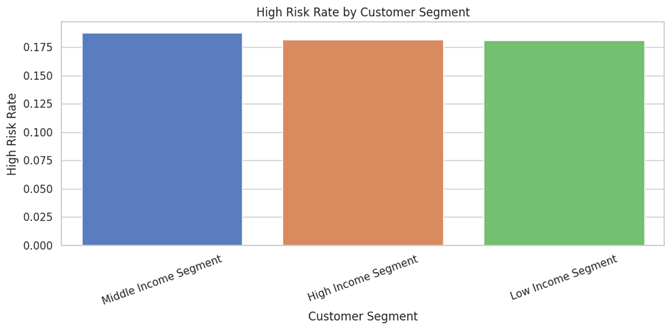 High Risk Rate by Customer Segment
High Risk Rate
0.175
0.150
0.125
0.100
0.075
0.050
0.025
0.000
Middle Income Segment
High Income Segment
Low Income Segment
Customer Segment